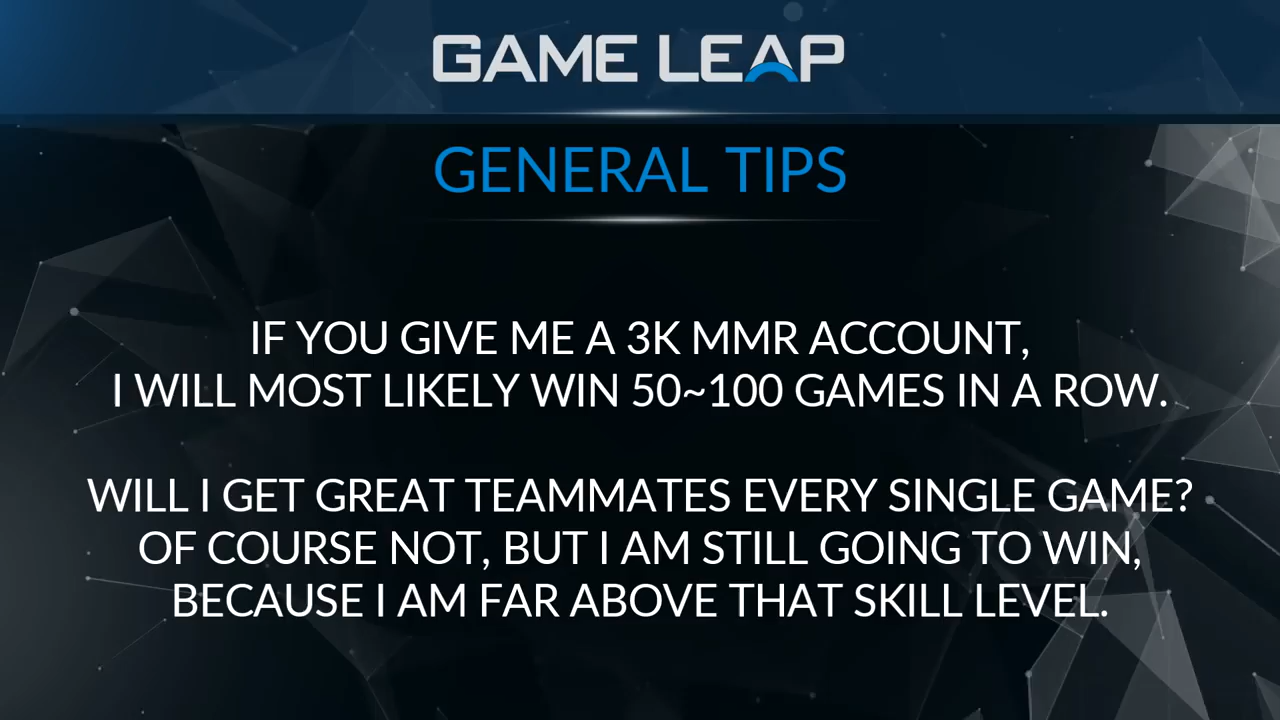 GAME LEAP
GENERAL TIPS
IF YOU GIVE ME A 3K MMR ACCOUNT,
I WILL MOST LIKELY WIN 50~100 GAMES IN A ROW.
WILL I GET GREAT TEAMMATES EVERY SINGLE GAME?
OF COURSE NOT, BUT I AM STILL GOING TO WIN,
BECAUSE I AM FAR ABOVE THAT SKILL LEVEL.